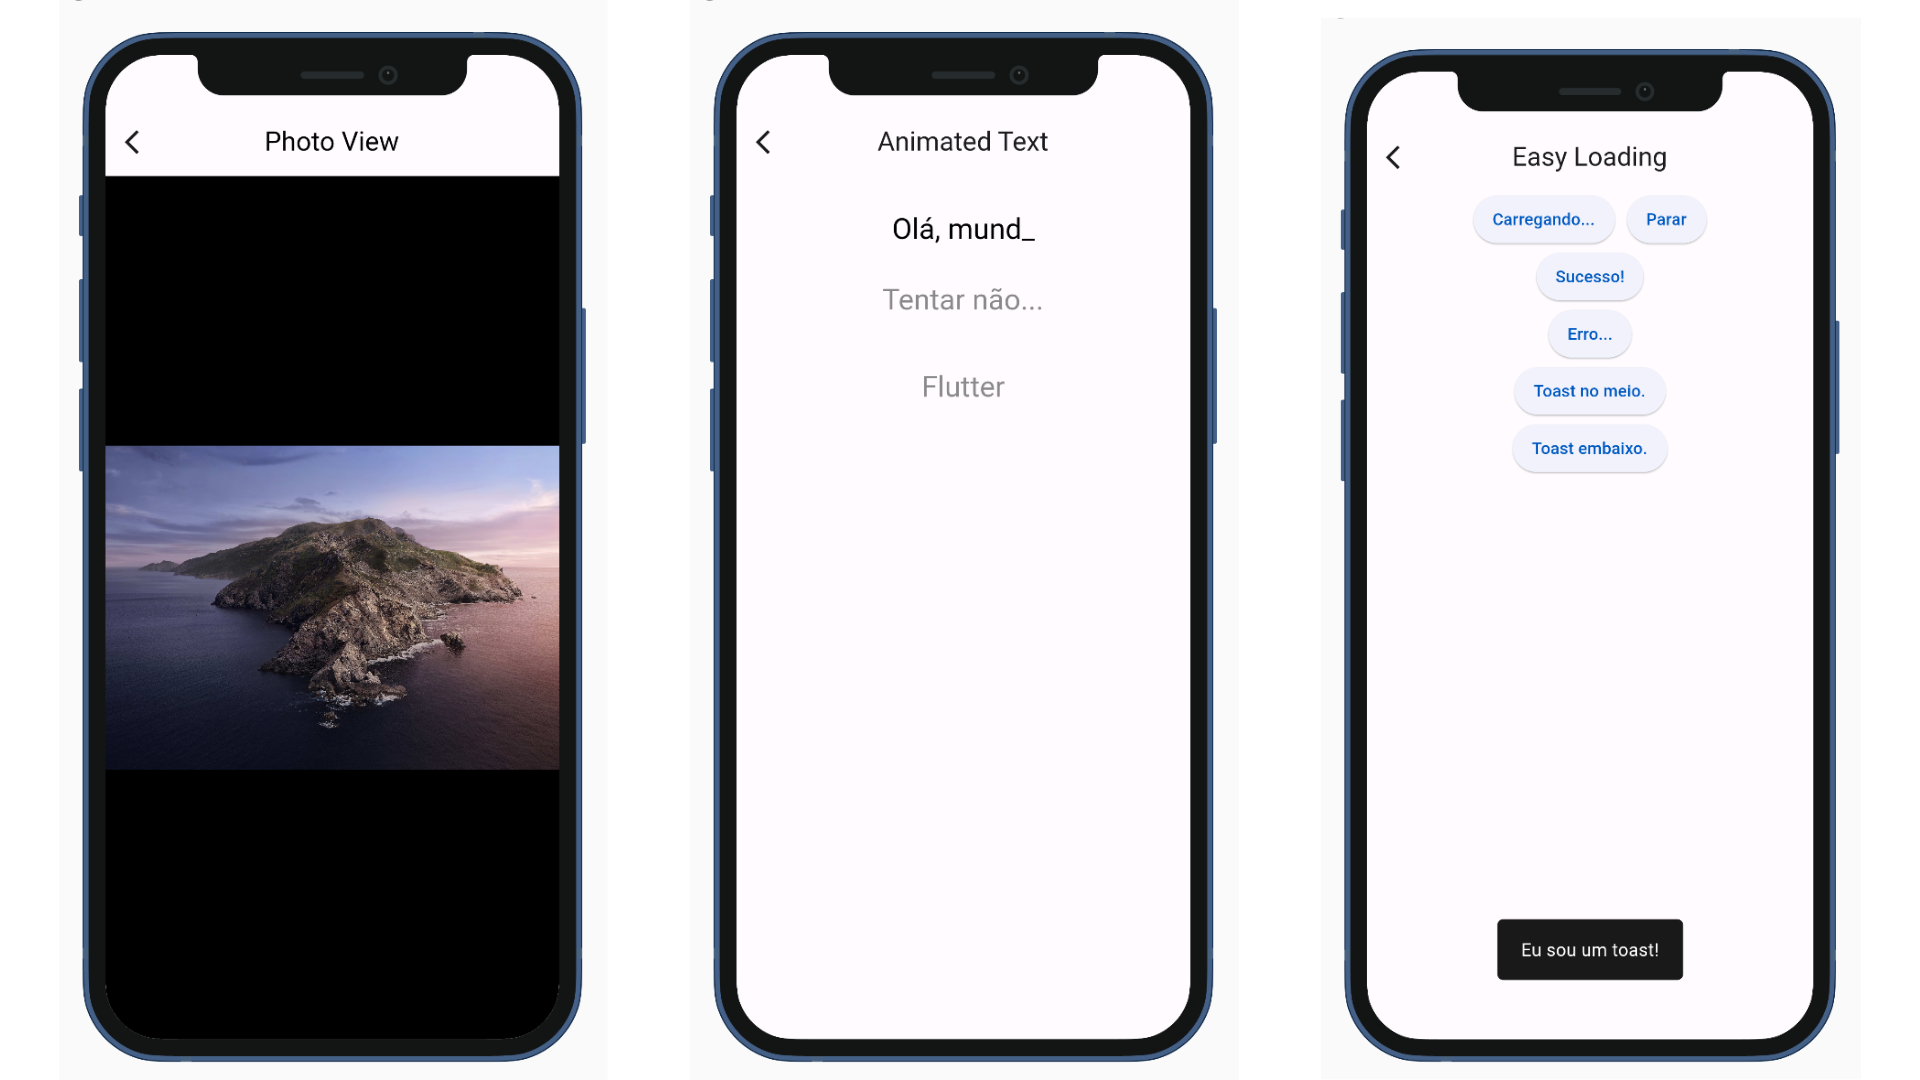 Photo View
Animated Text
Olá, mund_
Tentar não...
Flutter
Easy Loading
Carregando... Parar
Sucesso!
Erro...
Toast no meio.
Toast embaixo.
Eu sou um toast!